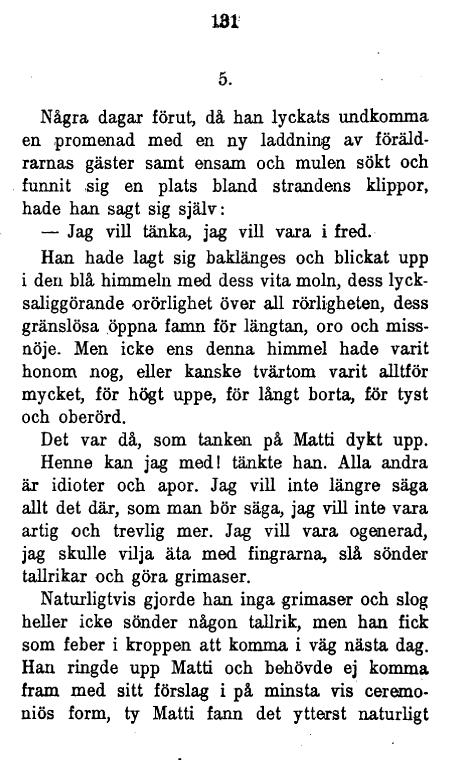 131
5.
Några dagar förut, då han lyckats undkomma
en promenad med en ny laddning av föräld-
rarnas gäster samt ensam och mulen sökt och
funnit sig en plats bland strandens klippor,
hade han sagt sig själv:
— Jag vill tänka, jag vill vara i fred.
Han hade lagt sig baklänges och blickat upp
i den blå himmeln med dess vita moln, dess lyck-
saliggörande orörlighet över all rörligheten, dess
gränslösa öppna famn för längtan, oro och miss-
nöje. Men icke ens denna himmel hade varit
honom nog, eller kanske tvärtom varit alltför
mycket, för högt uppe, för långt borta, för tyst
och oberörd.
Det var då, som tanken på Matti dykt upp.
Henne kan jag med! tänkte han. Alla andra
är idioter och apor. Jag vill inte längre säga
allt det där, som man bör säga, jag vill inte vara
artig och trevlig mer. Jag vill vara ogenerad,
jag skulle vilja äta med fingrarna, slå sönder
tallrikar och göra grimaser.
Naturligtvis gjorde han inga grimaser och slog
heller icke sönder någon tallrik, men han fick
som feber i kroppen att komma i väg nästa dag.
Han ringde upp Matti och behövde ej komma
fram med sitt förslag i på minsta vis ceremo-
niös form, ty Matti fann det ytterst naturligt